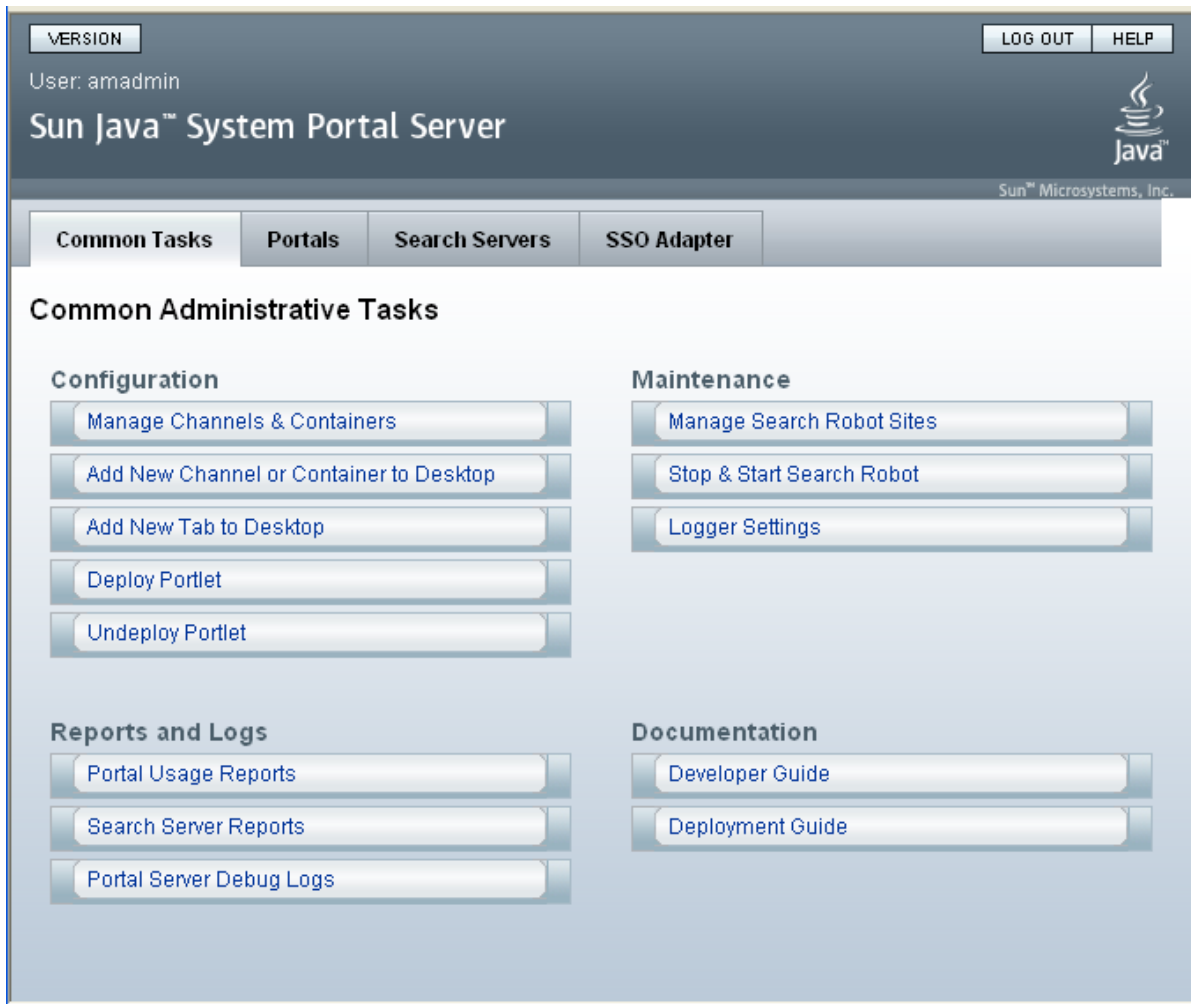 VERSION
LOG OUT HELP
User: amadmin
Sun Java™ System Portal Server
Java™
Sun™ Microsystems, Inc.
Common Tasks Portals Search Servers SSO Adapter
Common Administrative Tasks
Configuration
Manage Channels & Containers
Add New Channel or Container to Desktop
Add New Tab to Desktop
Deploy Portlet
Undeploy Portlet
Maintenance
Manage Search Robot Sites
Stop & Start Search Robot
Logger Settings
Reports and Logs
Portal Usage Reports
Search Server Reports
Portal Server Debug Logs
Documentation
Developer Guide
Deployment Guide